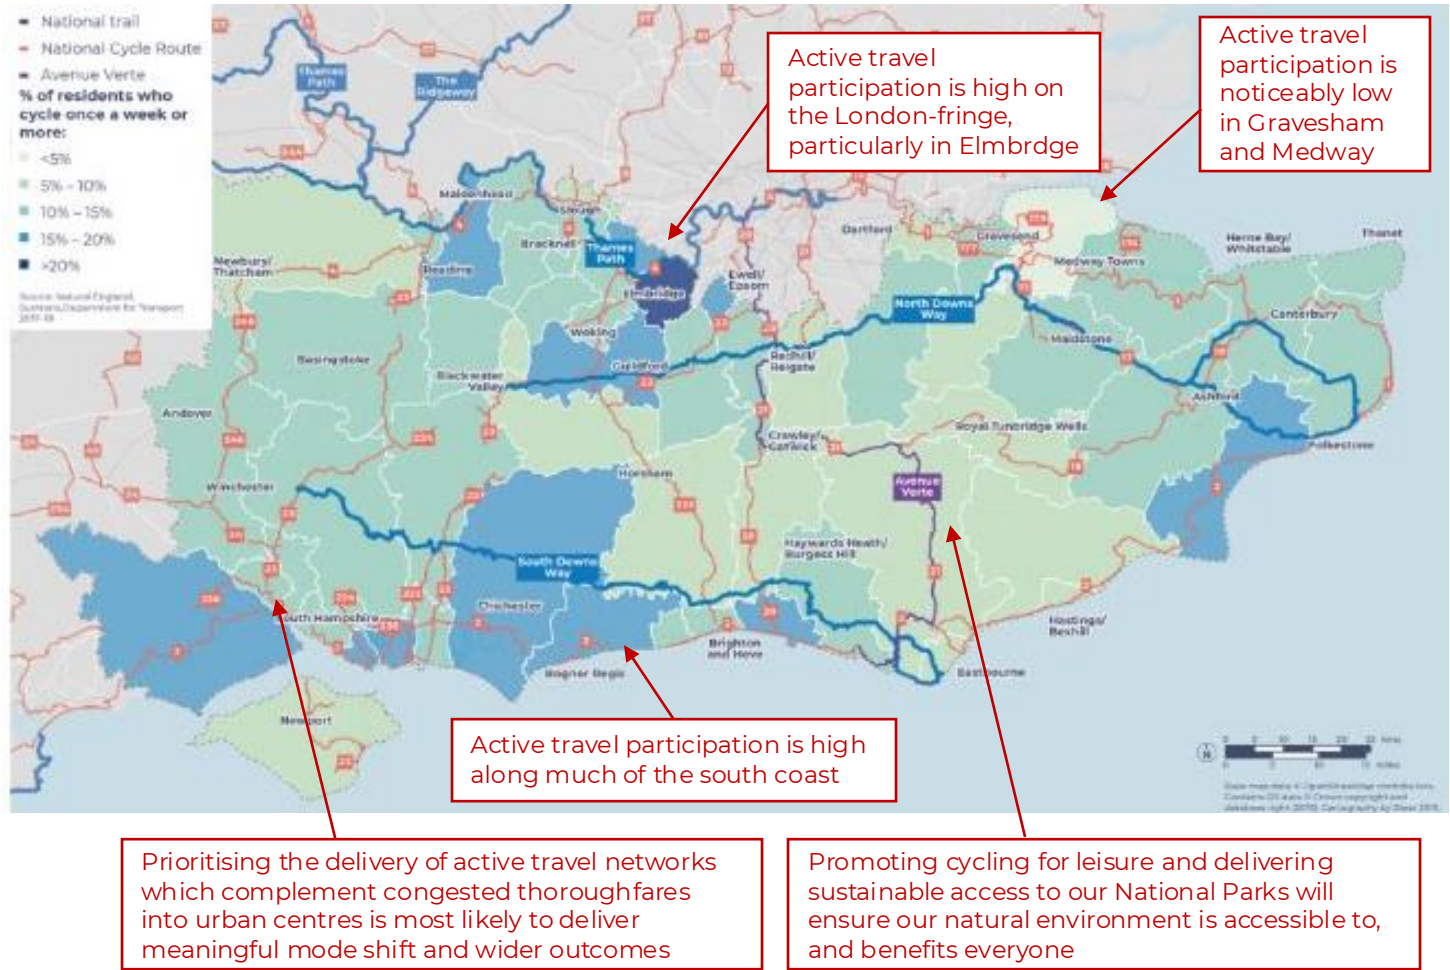 National trail
National Cycle Route
Avenue Verte
% of residents who
cycle once a week or
more:
<5%
5% – 10%
10% – 15%
15% – 20%
>20%
Active travel
participation is high on
the London-fringe,
particularly in Elmbrdge
Active travel
participation is
noticeably low
in Gravesham
and Medway
Thames
Path
The
Ridgeway
Maidenhead
Slough
Bracknell
Reading
Newbury/
Thatcham
Thames
Path
Elmbridge
Ewell/
Epsom
Dartford
Gravesend
Medway Towns
Herne Bay/
Whitstable
Thanet
North Downs
Way
Canterbury
Maidstone
Woking
Guildford
Redhill/
Reigate
Basingstoke
Blackwater
Valley
Andover
Ashford
Folkestone
Royal Tunbridge Wells
Crawley/
Gatwick
Horsham
Winchester
Avenue
Verte
Haywards Heath/
Burgess Hill
South Downs
Way
Chichester
South Hampshire
Brighton
and Hove
Hastings/
Bexhill
Bognor Regis
Eastbourne
Newport
Active travel participation is high
along much of the south coast
Prioritising the delivery of active travel networks
which complement congested thoroughfares
into urban centres is most likely to deliver
meaningful mode shift and wider outcomes
Promoting cycling for leisure and delivering
sustainable access to our National Parks will
ensure our natural environment is accessible to,
and benefits everyone